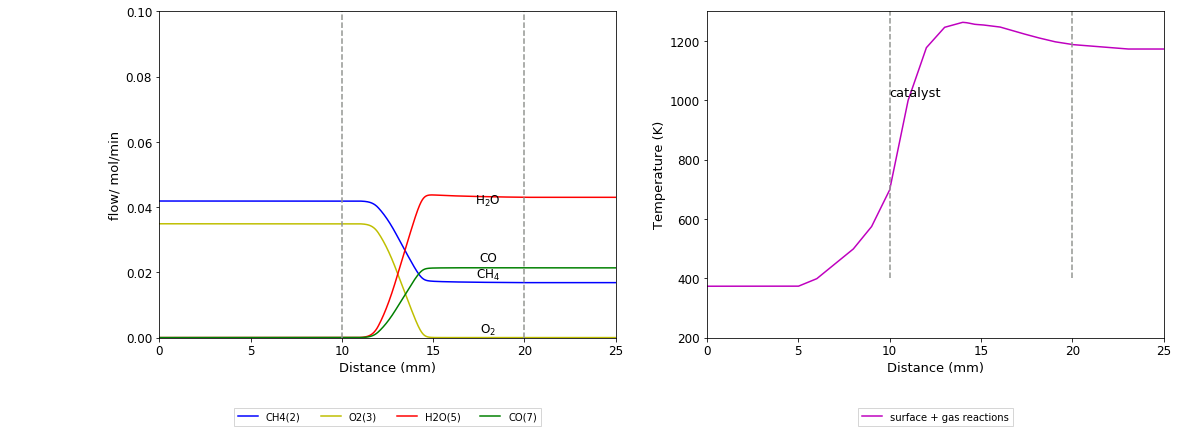 0.10
0.08
0.06
0.04
0.02
0.00
flow/ mol/min
H₂O
CO
CH₄
O₂
0 5 10 15 20 25
Distance (mm)
CH4(2) O2(3) H2O(5) CO(7)
1200
1000
800
600
400
200
Temperature (K)
catalyst
0 5 10 15 20 25
Distance (mm)
surface + gas reactions